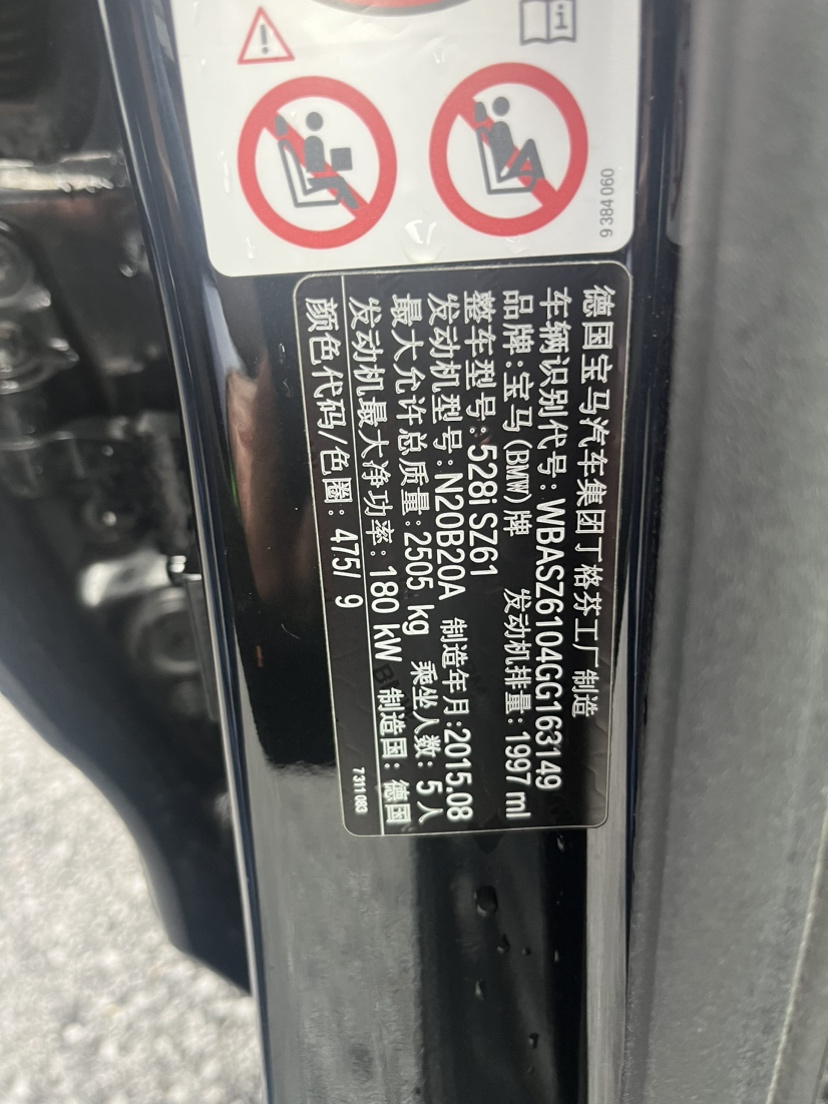 9 384 060
德国宝马汽车集团丁格芬工厂制造
车辆识别代号: WBASZ6104GG163149
品牌:宝马(BMW)牌 发动机排量: 1997 ml
整车型号:528i SZ61
发动机型号:N20B20A 制造年月:2015.08
最大允许总质量:2505 kg 乘坐人数: 5 人
发动机最大净功率: 180 kW 制造国: 德国
颜色代码/色圈: 475/ 9
7 311 083